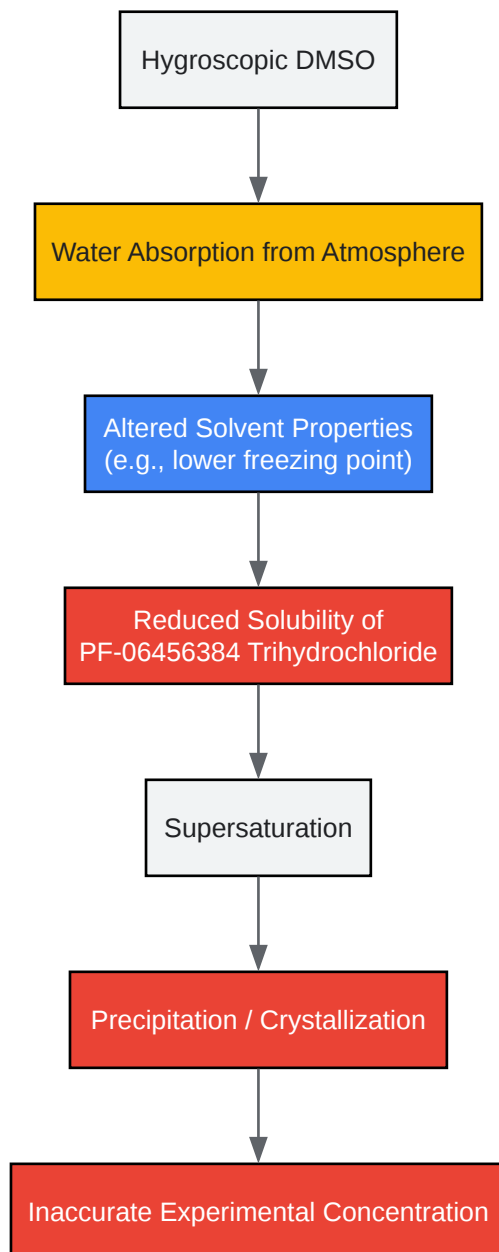 Hygroscopic DMSO
Water Absorption from Atmosphere
Altered Solvent Properties
(e.g., lower freezing point)
Reduced Solubility of
PF-06456384 Trihydrochloride
Supersaturation
Precipitation / Crystallization
Inaccurate Experimental Concentration